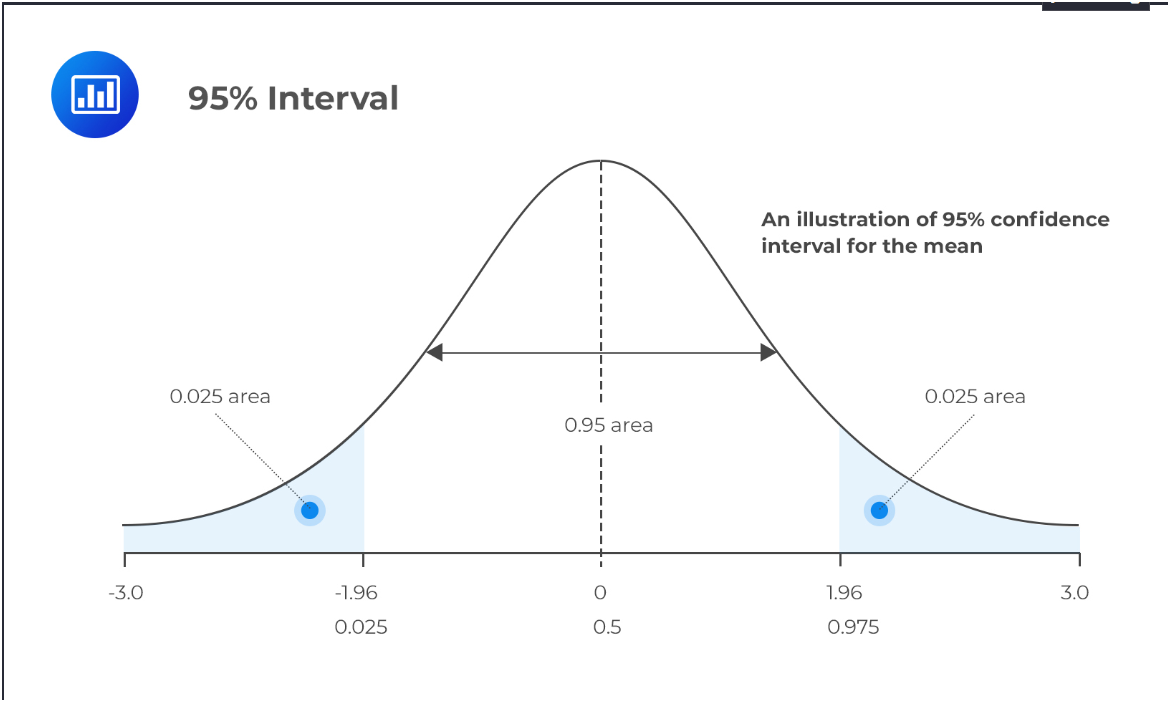 95% Interval
An illustration of 95% confidence
interval for the mean
0.025 area
0.025 area
0.95 area
-3.0 -1.96 0 1.96 3.0
0.025 0.5 0.975